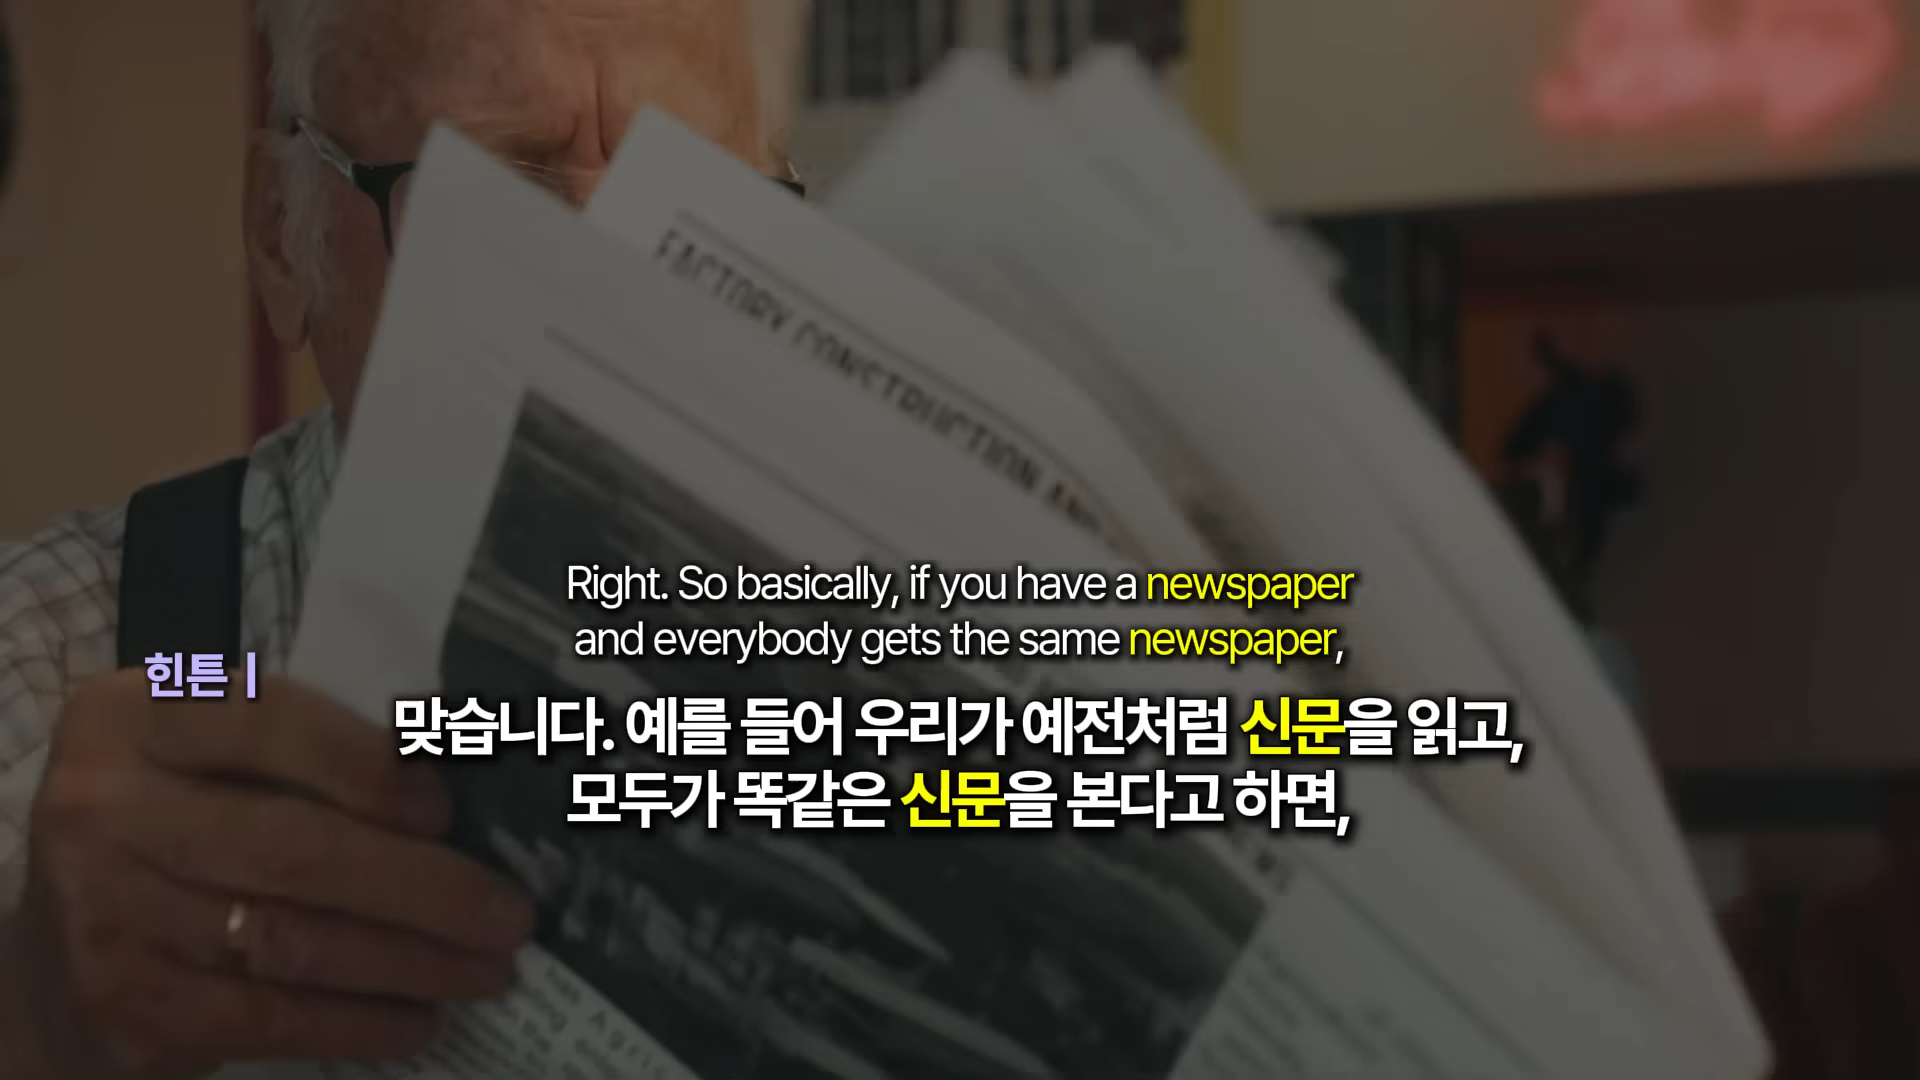 FACTORY CONSTRUCTION AND
Right. So basically, if you have a newspaper
and everybody gets the same newspaper,
힌튼 |
맞습니다. 예를 들어 우리가 예전처럼 신문을 읽고,
모두가 똑같은 신문을 본다고 하면,